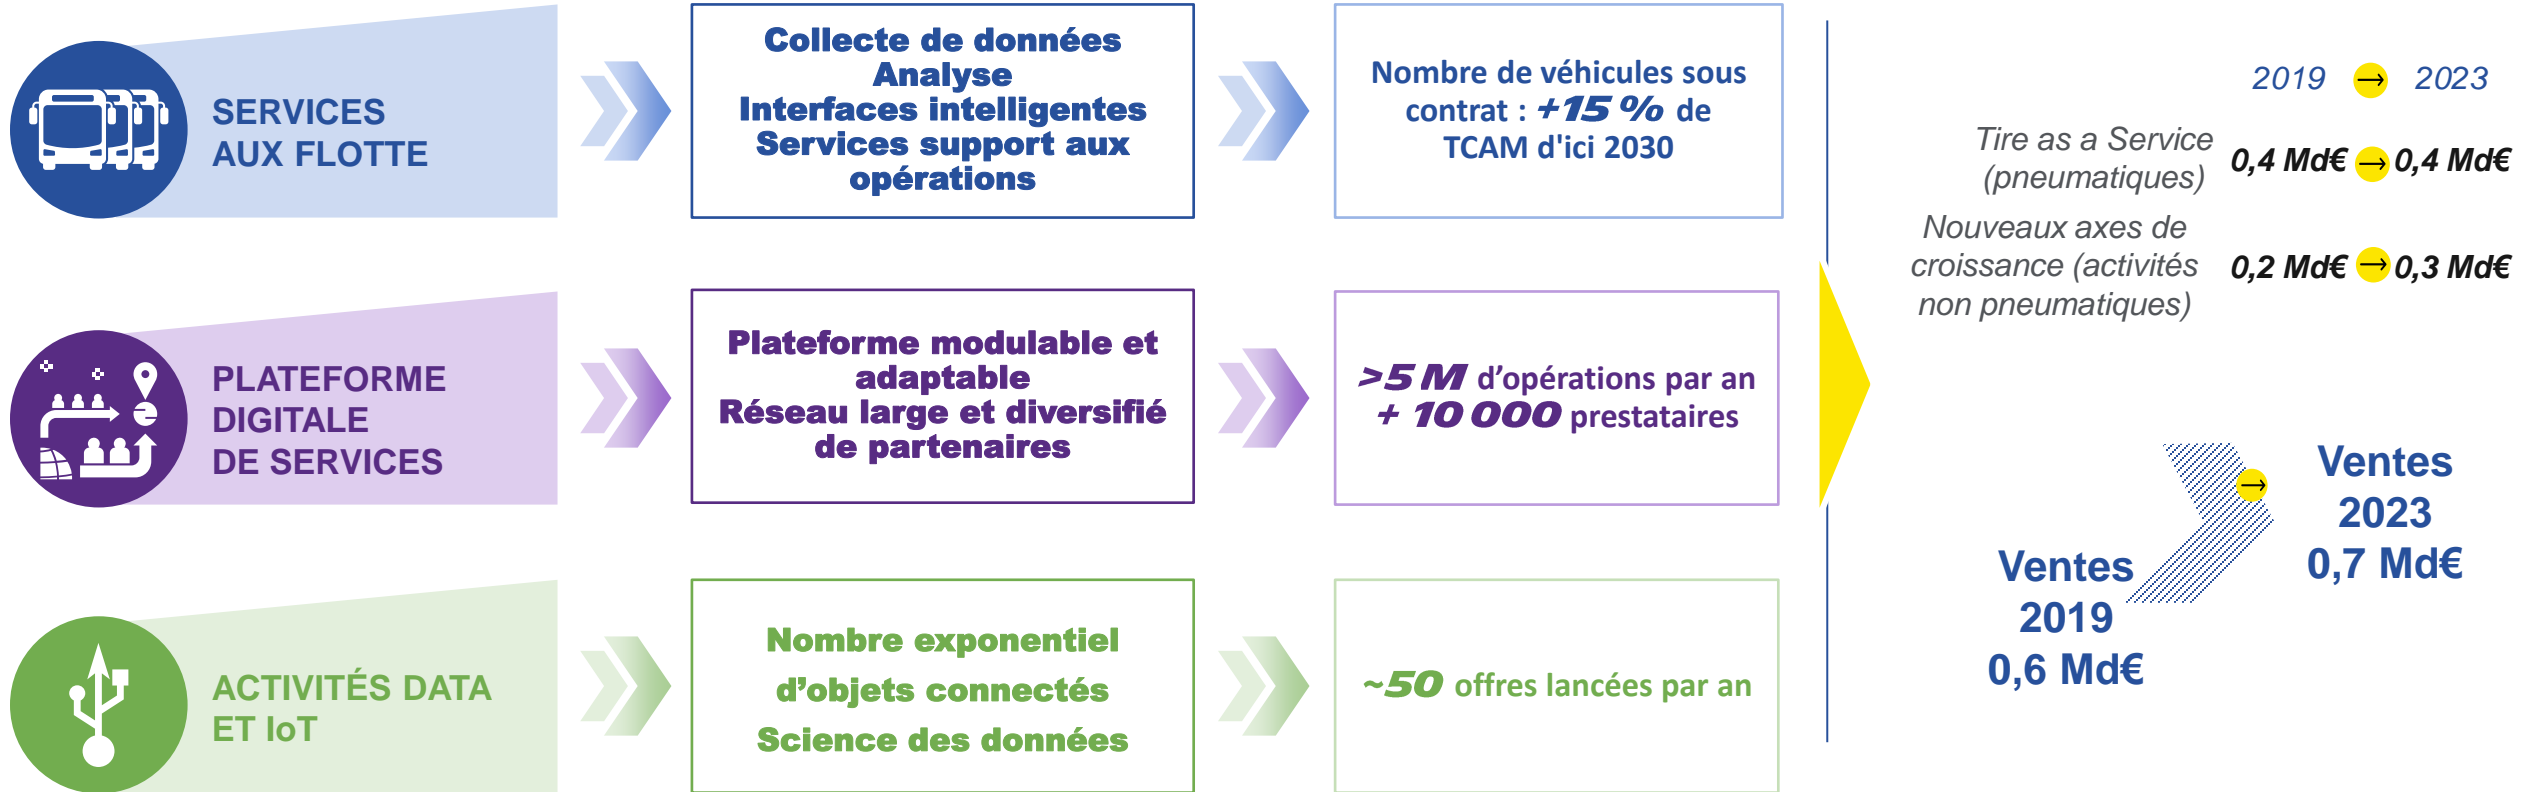 SERVICES
AUX FLOTTE
Collecte de données
Analyse
Interfaces intelligentes
Services support aux
opérations
Nombre de véhicules sous
contrat : +15 % de
TCAM d'ici 2030
PLATEFORME
DIGITALE
DE SERVICES
Plateforme modulable et
adaptable
Réseau large et diversifié
de partenaires
>5 M d’opérations par an
+ 10 000 prestataires
ACTIVITÉS DATA
ET IoT
Nombre exponentiel
d’objets connectés
Science des données
~50 offres lancées par an
2019 → 2023
Tire as a Service
(pneumatiques)
0,4 Md€ → 0,4 Md€
Nouveaux axes de
croissance (activités
non pneumatiques)
0,2 Md€ → 0,3 Md€
Ventes
2019
0,6 Md€
→
Ventes
2023
0,7 Md€